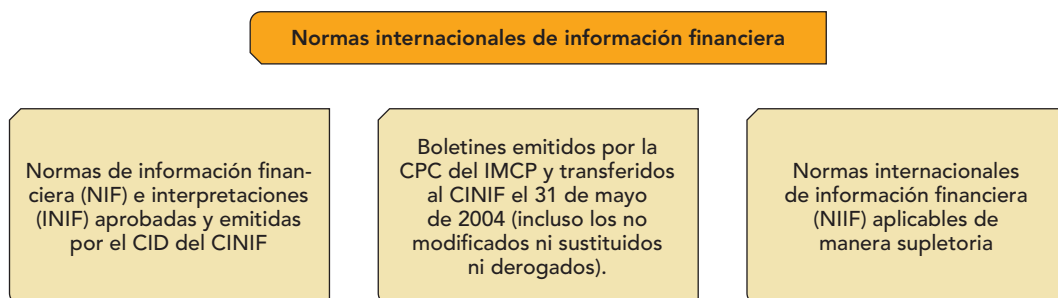 Normas internacionales de información financiera
Normas de información finan-
ciera (NIF) e interpretaciones
(INIF) aprobadas y emitidas
por el CID del CINIF
Boletines emitidos por la
CPC del IMCP y transferidos
al CINIF el 31 de mayo
de 2004 (incluso los no
modificados ni sustituidos
ni derogados).
Normas internacionales
de información financiera
(NIIF) aplicables de
manera supletoria